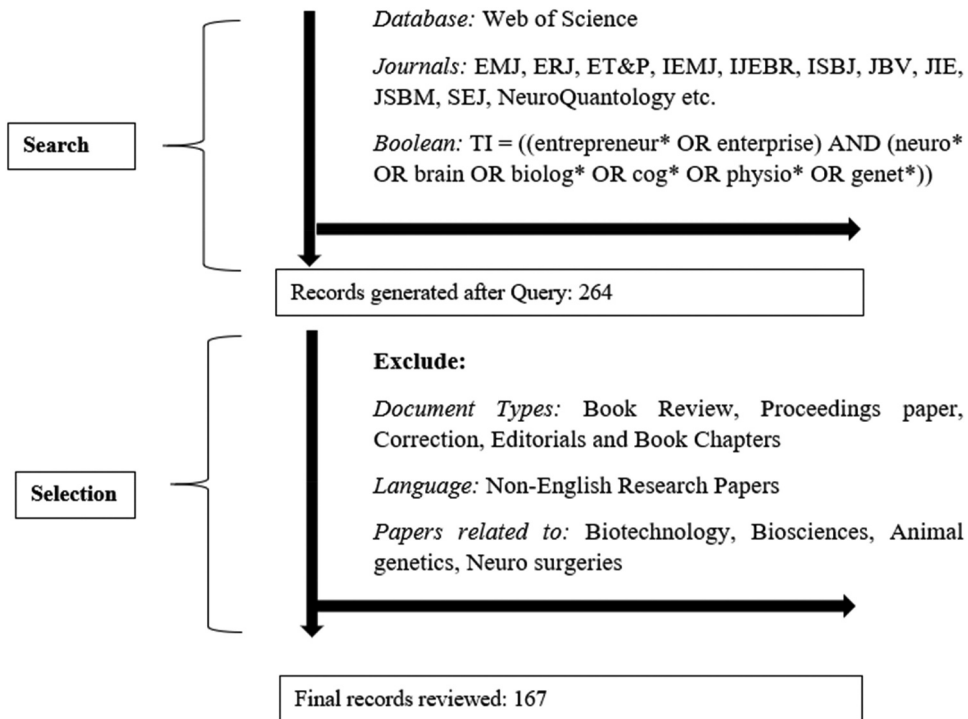 Database: Web of Science
Journals: EMJ, ERJ, ET&P, IEMJ, IJEBR, ISBJ, JBV, JIE,
JSBM, SEJ, NeuroQuantology etc.
Search
Boolean: TI = ((entrepreneur* OR enterprise) AND (neuro*
OR brain OR biolog* OR cog* OR physio* OR genet*))
Records generated after Query: 264
Exclude:
Document Types: Book Review, Proceedings paper,
Correction, Editorials and Book Chapters
Selection
Language: Non-English Research Papers
Papers related to: Biotechnology, Biosciences, Animal
genetics, Neuro surgeries
Final records reviewed: 167